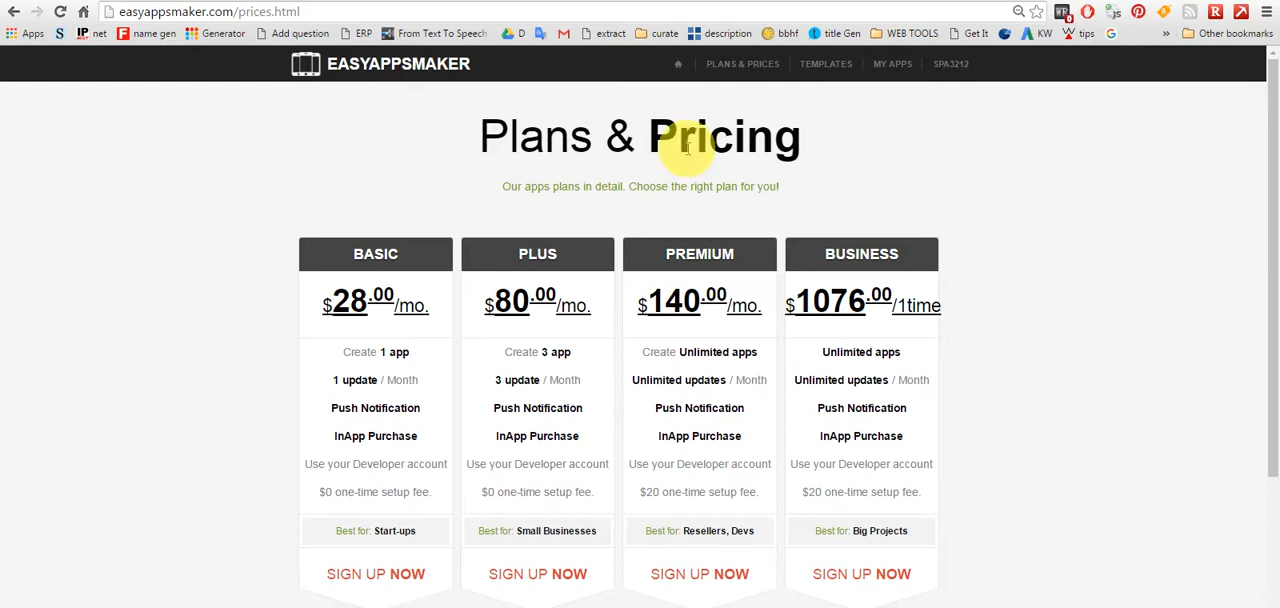 easyappsmaker.com/prices.html
Apps S net name gen Generator Add question ERP From Text To Speech D extract curate description bbhf title Gen WEB TOOLS Get It KW tips » Other bookmarks
EASYAPPSMAKER PLANS & PRICES TEMPLATES MY APPS SPA3212
Plans & Pricing
Our apps plans in detail. Choose the right plan for you!
BASIC PLUS PREMIUM BUSINESS
$28.00/mo. $80.00/mo. $140.00/mo. $1076.00/1time
Create 1 app Create 3 app Create Unlimited apps Unlimited apps
1 update / Month 3 update / Month Unlimited updates / Month Unlimited updates / Month
Push Notification Push Notification Push Notification Push Notification
InApp Purchase InApp Purchase InApp Purchase InApp Purchase
Use your Developer account Use your Developer account Use your Developer account Use your Developer account
$0 one-time setup fee. $0 one-time setup fee. $20 one-time setup fee. $20 one-time setup fee.
Best for: Start-ups Best for: Small Businesses Best for: Resellers, Devs Best for: Big Projects
SIGN UP NOW SIGN UP NOW SIGN UP NOW SIGN UP NOW